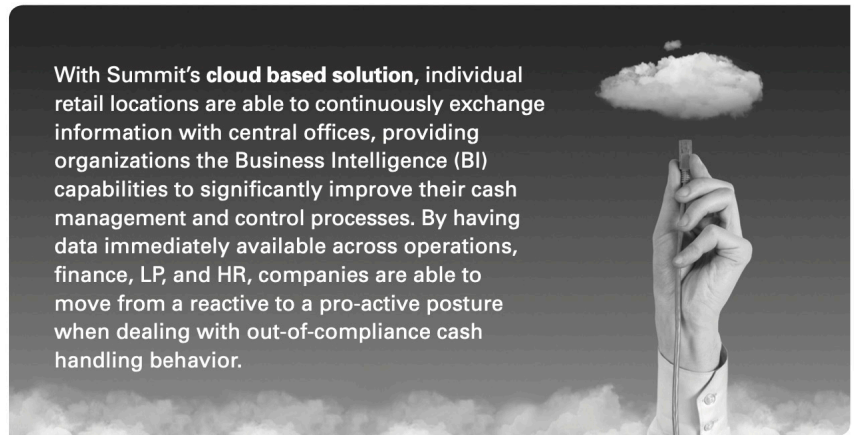 With Summit’s cloud based solution, individual
retail locations are able to continuously exchange
information with central offices, providing
organizations the Business Intelligence (BI)
capabilities to significantly improve their cash
management and control processes. By having
data immediately available across operations,
finance, LP, and HR, companies are able to
move from a reactive to a pro-active posture
when dealing with out-of-compliance cash
handling behavior.